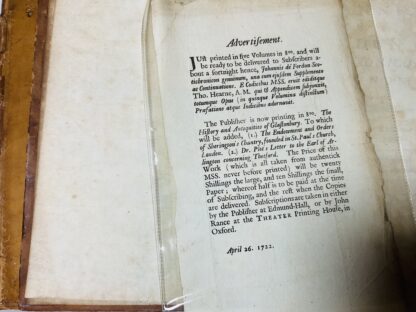 Advertisement.
JUſt printed in five Volumes in 8vo. and will
be ready to be delivered to Subſcribers a-
bout a fortnight hence, Johannis de Fordun Sco-
tichronicon genuinum, una cum ejuſdem Supplemento
ac Continuatione. E Codicibus MSS. eruit ediditque
Tho. Hearne, A. M. qui & Appendicem ſubjunxit,
totumque Opus (in quinque Volumina diſtinctum)
Præfatione atque Indicibus adornavit.
The Publiſher is now printing in 8vo. The
Hiſtory and Antiquities of Glaſtonbury. To which
will be added, (1.) The Endowment and Orders
of Sherington's Chantry, founded in St. Paul's Church,
London. (2.) Dr. Plot's Letter to the Earl of Ar-
lington concerning Thetford. The Price of this
Work (which is all taken from authentick
MSS. never before printed) will be twenty
Shillings the large, and ten Shillings the ſmall,
Paper; whereof half is to be paid at the time
of Subſcribing, and the reſt when the Copies
are delivered. Subſcriptions are taken in either
by the Publiſher at Edmund-Hall, or by John
Rance at the THEATER Printing Houſe, in
Oxford.
April 26. 1722.